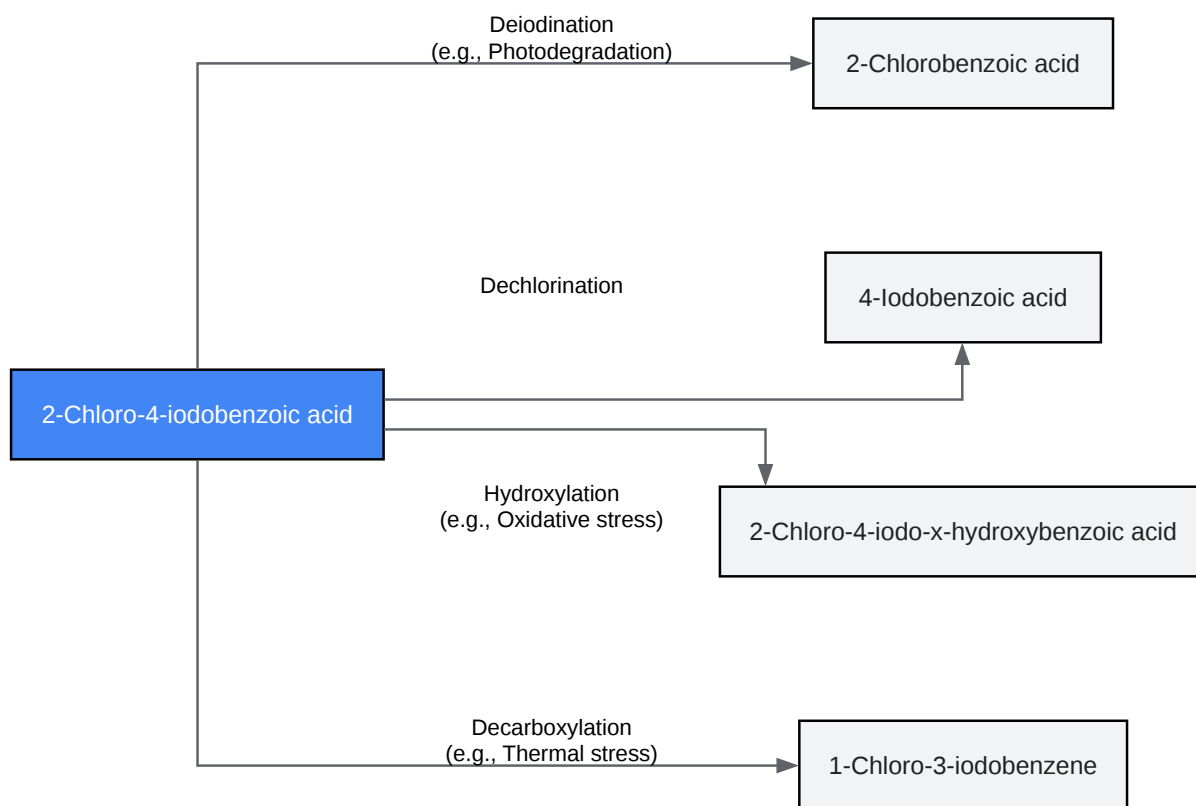 Deiodination
(e.g., Photodegradation)
2-Chlorobenzoic acid
Dechlorination
4-Iodobenzoic acid
2-Chloro-4-iodobenzoic acid
Hydroxylation
(e.g., Oxidative stress)
2-Chloro-4-iodo-x-hydroxybenzoic acid
Decarboxylation
(e.g., Thermal stress)
1-Chloro-3-iodobenzene